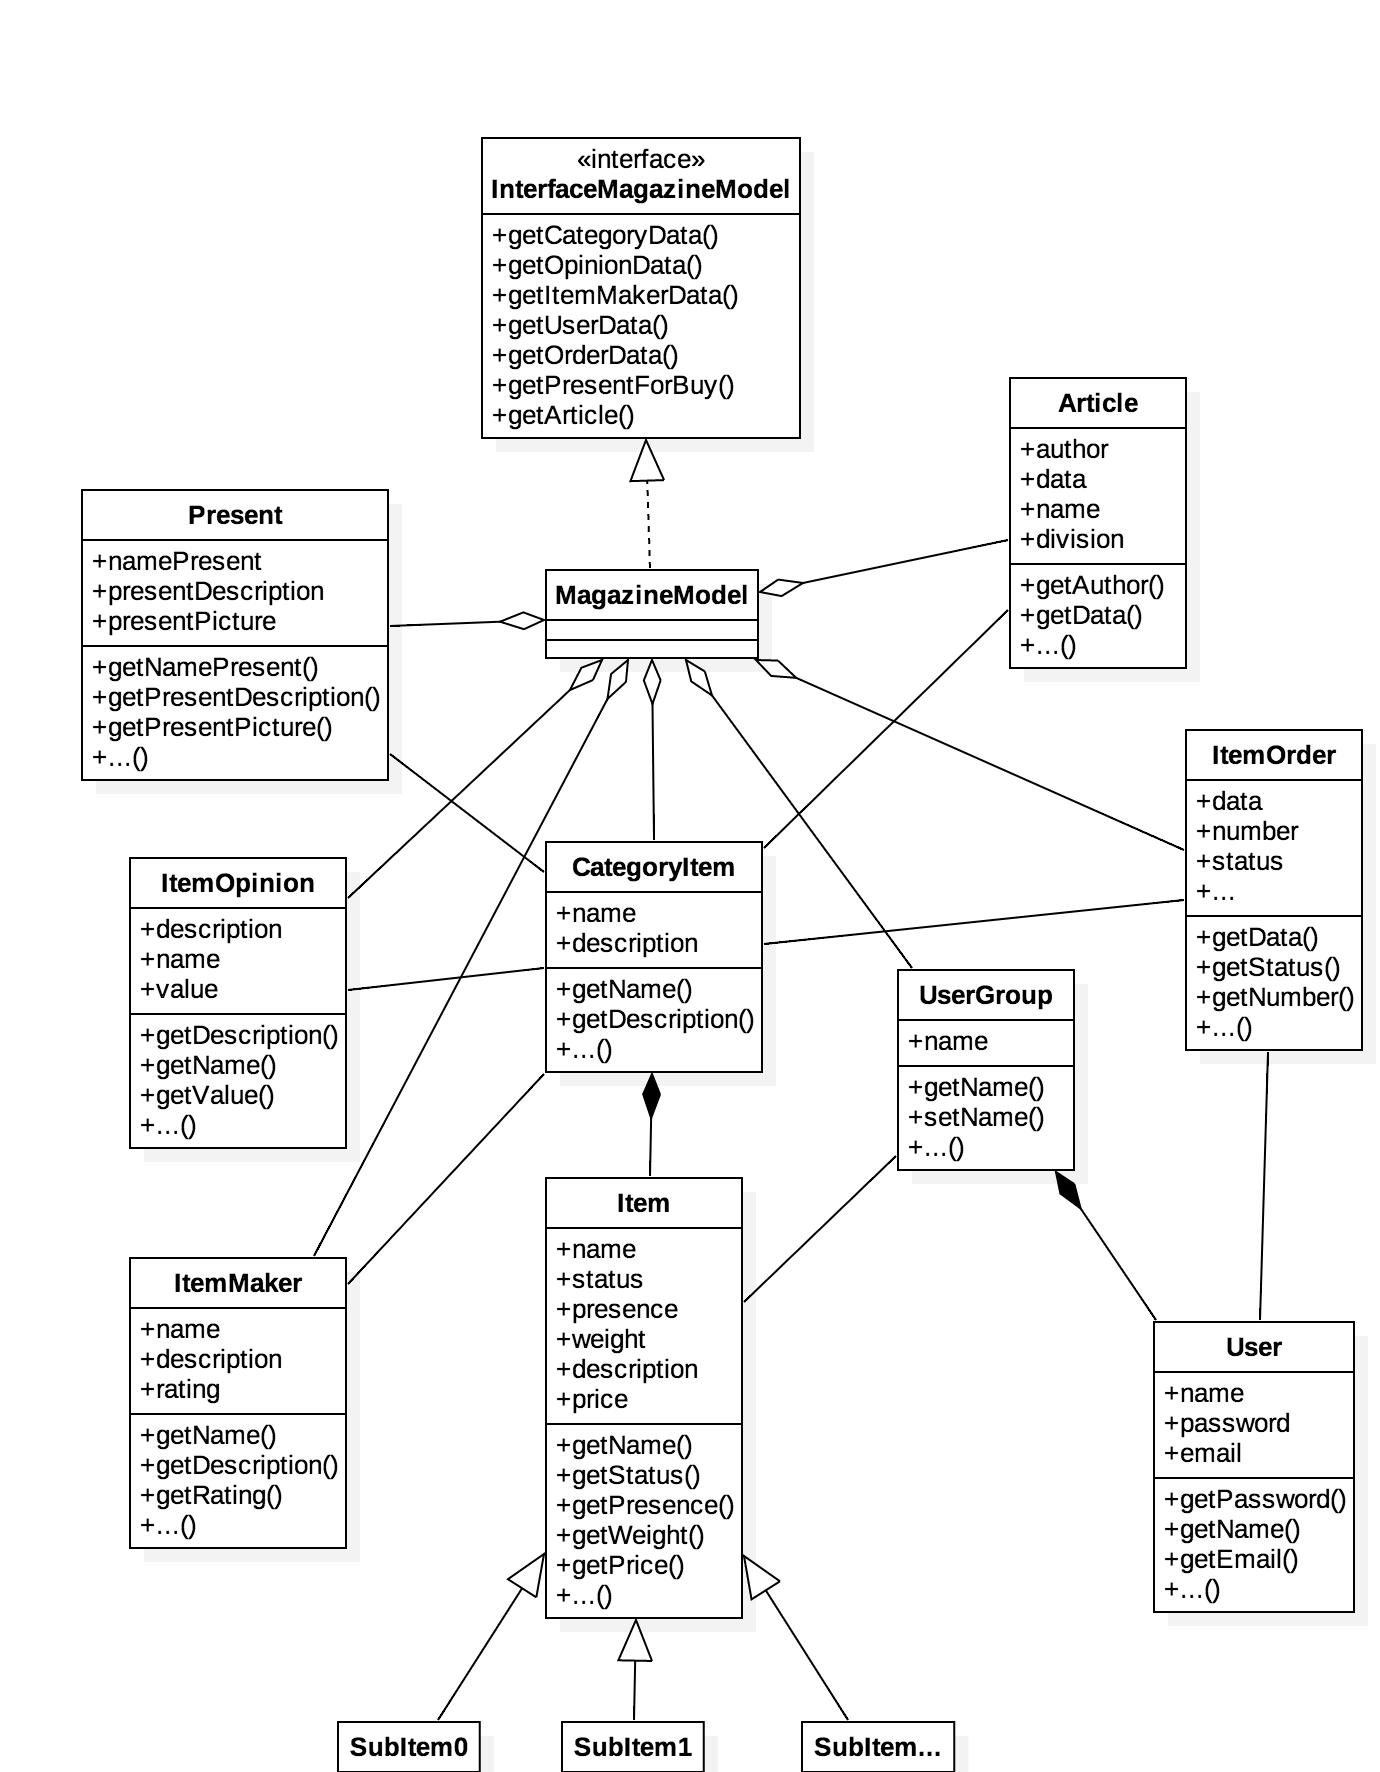 «interface»
InterfaceMagazineModel
+getCategoryData()
+getOpinionData()
+getItemMakerData()
+getUserData()
+getOrderData()
+getPresentForBuy()
+getArticle()
Article
+author
+data
+name
+division
+getAuthor()
+getData()
+...()
Present
+namePresent
+presentDescription
+presentPicture
+getNamePresent()
+getPresentDescription()
+getPresentPicture()
+...()
MagazineModel
ItemOrder
+data
+number
+status
+...
+getData()
+getStatus()
+getNumber()
+...()
ItemOpinion
+description
+name
+value
+getDescription()
+getName()
+getValue()
+...()
CategoryItem
+name
+description
+getName()
+getDescription()
+...()
UserGroup
+name
+getName()
+setName()
+...()
Item
+name
+status
+presence
+weight
+description
+price
+getName()
+getStatus()
+getPresence()
+getWeight()
+getPrice()
+...()
ItemMaker
+name
+description
+rating
+getName()
+getDescription()
+getRating()
+...()
User
+name
+password
+email
+getPassword()
+getName()
+getEmail()
+...()
SubItem0
SubItem1
SubItem...